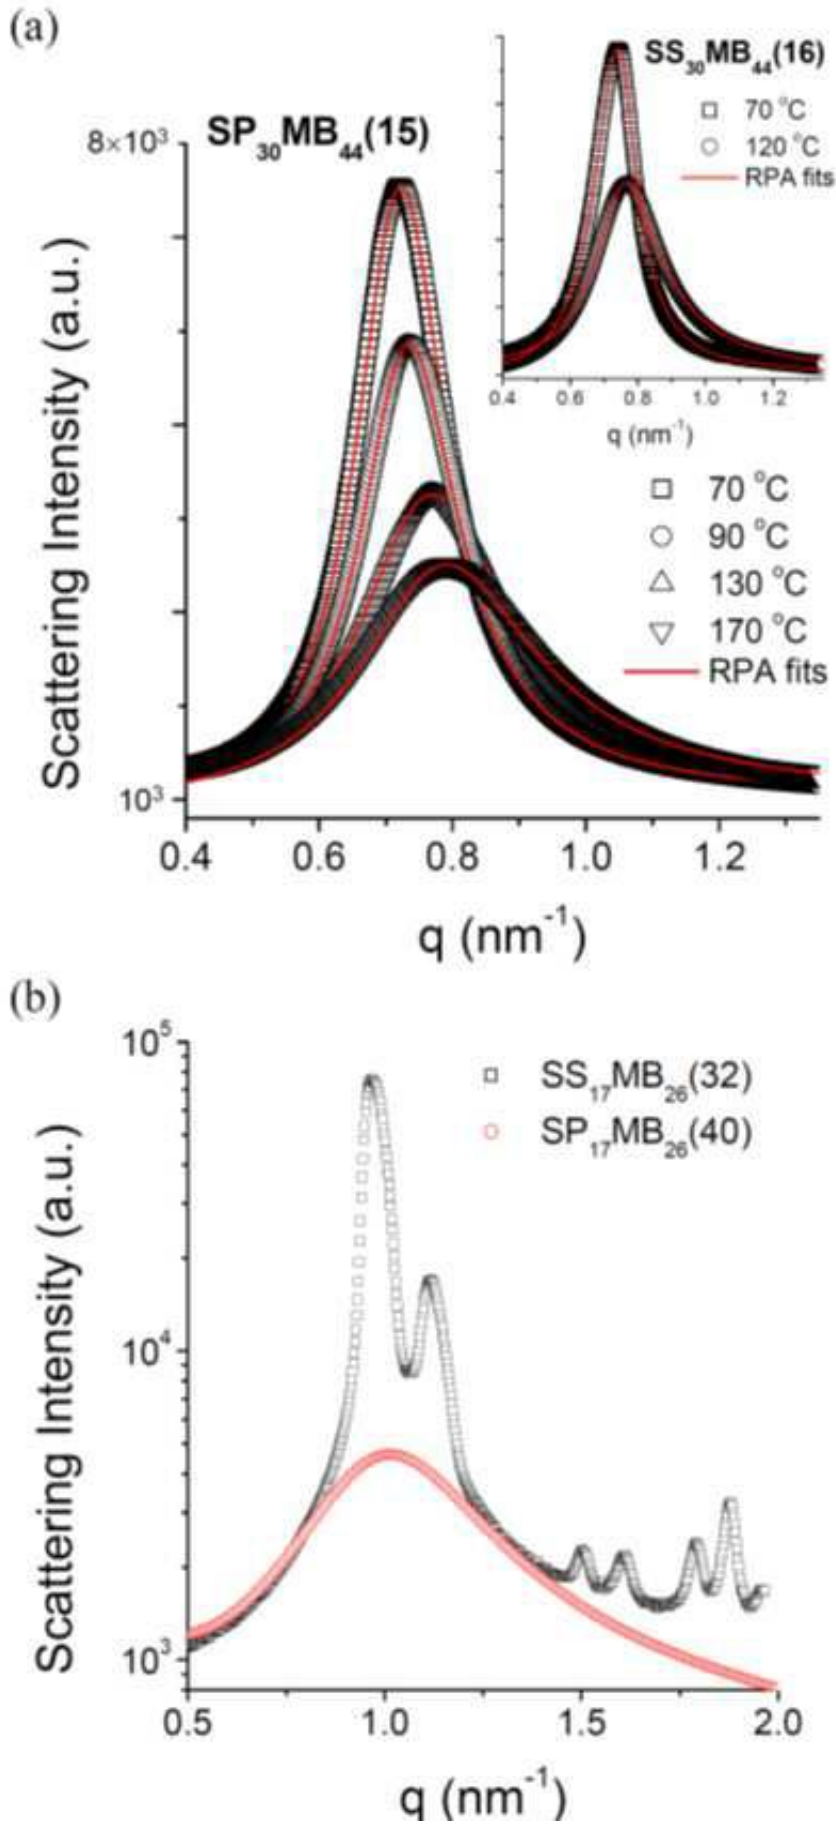 (a)
SP₃₀MB₄₄(15)
SS₃₀MB₄₄(16)
70 °C
120 °C
RPA fits
0.4 0.6 0.8 1.0 1.2
q (nm⁻¹)
8×10³
10³
Scattering Intensity (a.u.)
70 °C
90 °C
130 °C
170 °C
RPA fits
0.4 0.6 0.8 1.0 1.2
q (nm⁻¹)
(b)
10⁵
10⁴
10³
Scattering Intensity (a.u.)
SS₁₇MB₂₆(32)
SP₁₇MB₂₆(40)
0.5 1.0 1.5 2.0
q (nm⁻¹)